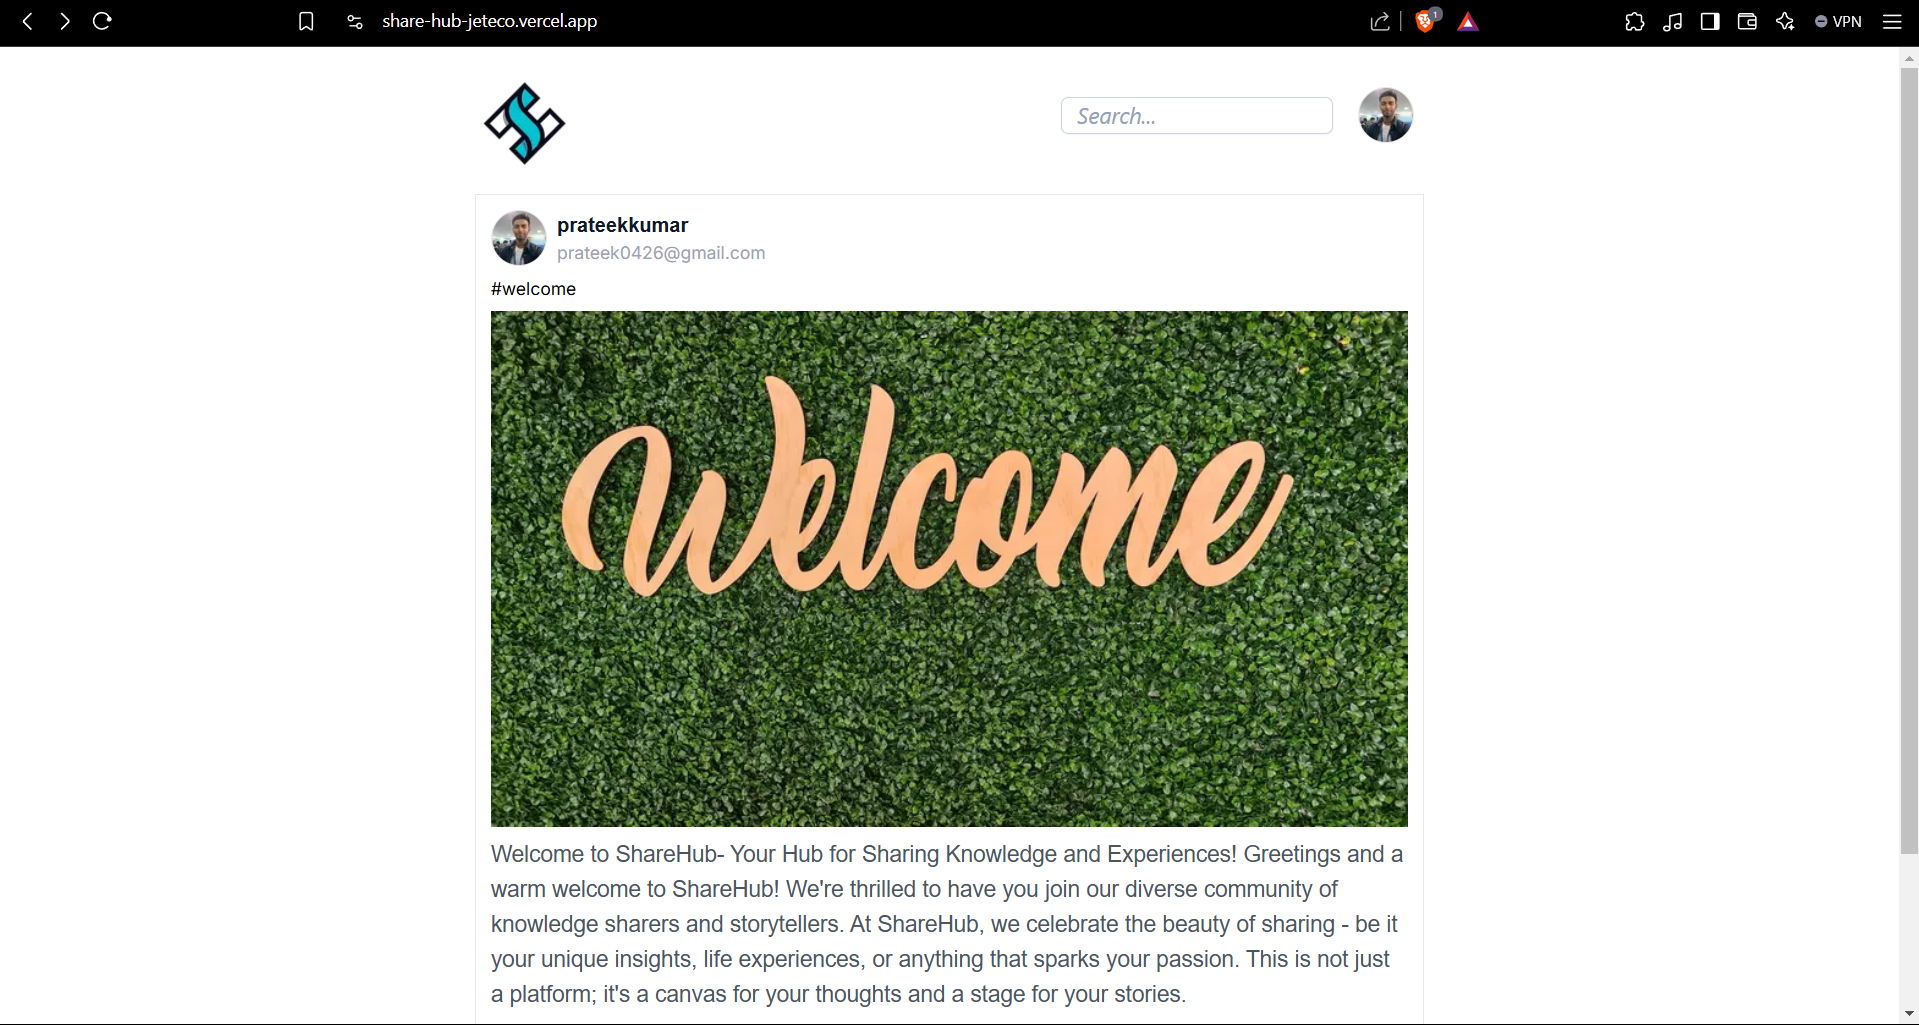 share-hub-jeteco.vercel.app
1
VPN
Search...
prateekkumar
prateek0426@gmail.com
#welcome
Welcome
Welcome to ShareHub- Your Hub for Sharing Knowledge and Experiences! Greetings and a
warm welcome to ShareHub! We're thrilled to have you join our diverse community of
knowledge sharers and storytellers. At ShareHub, we celebrate the beauty of sharing - be it
your unique insights, life experiences, or anything that sparks your passion. This is not just
a platform; it's a canvas for your thoughts and a stage for your stories.